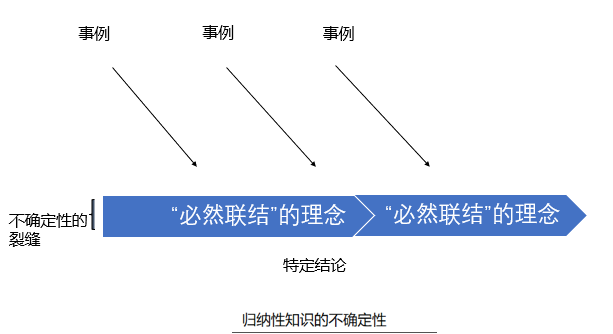 事例
事例
事例
“必然联结”的理念
“必然联结”的理念
不确定性的
裂缝
特定结论
归纳性知识的不确定性